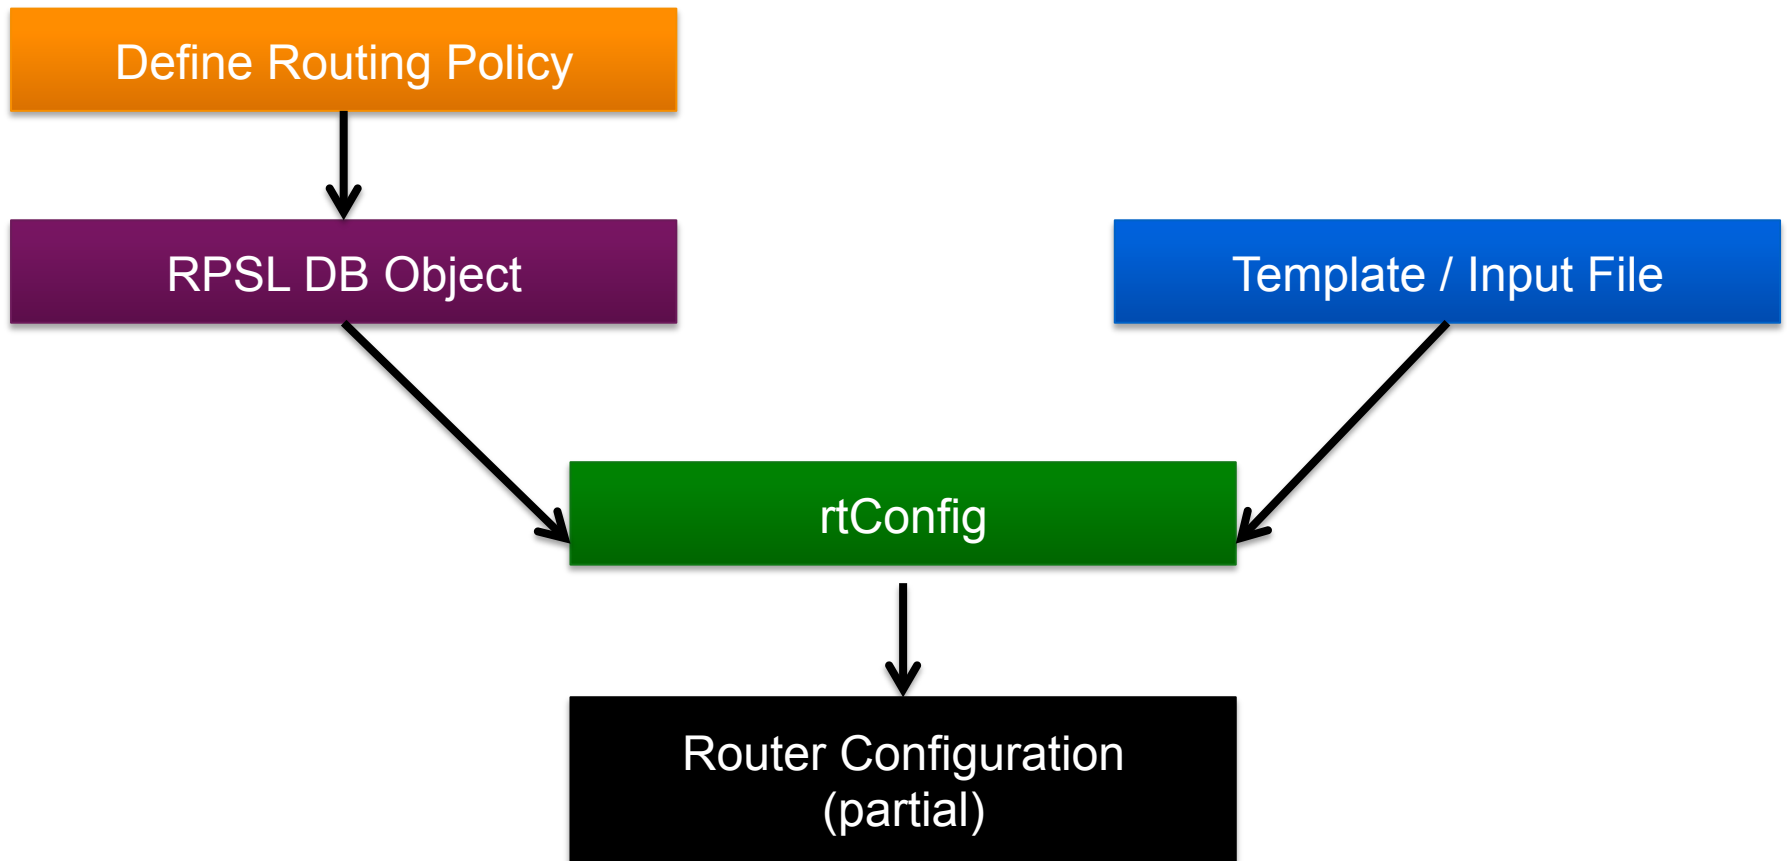 Define Routing Policy
RPSL DB Object
Template / Input File
rtConfig
Router Configuration
(partial)